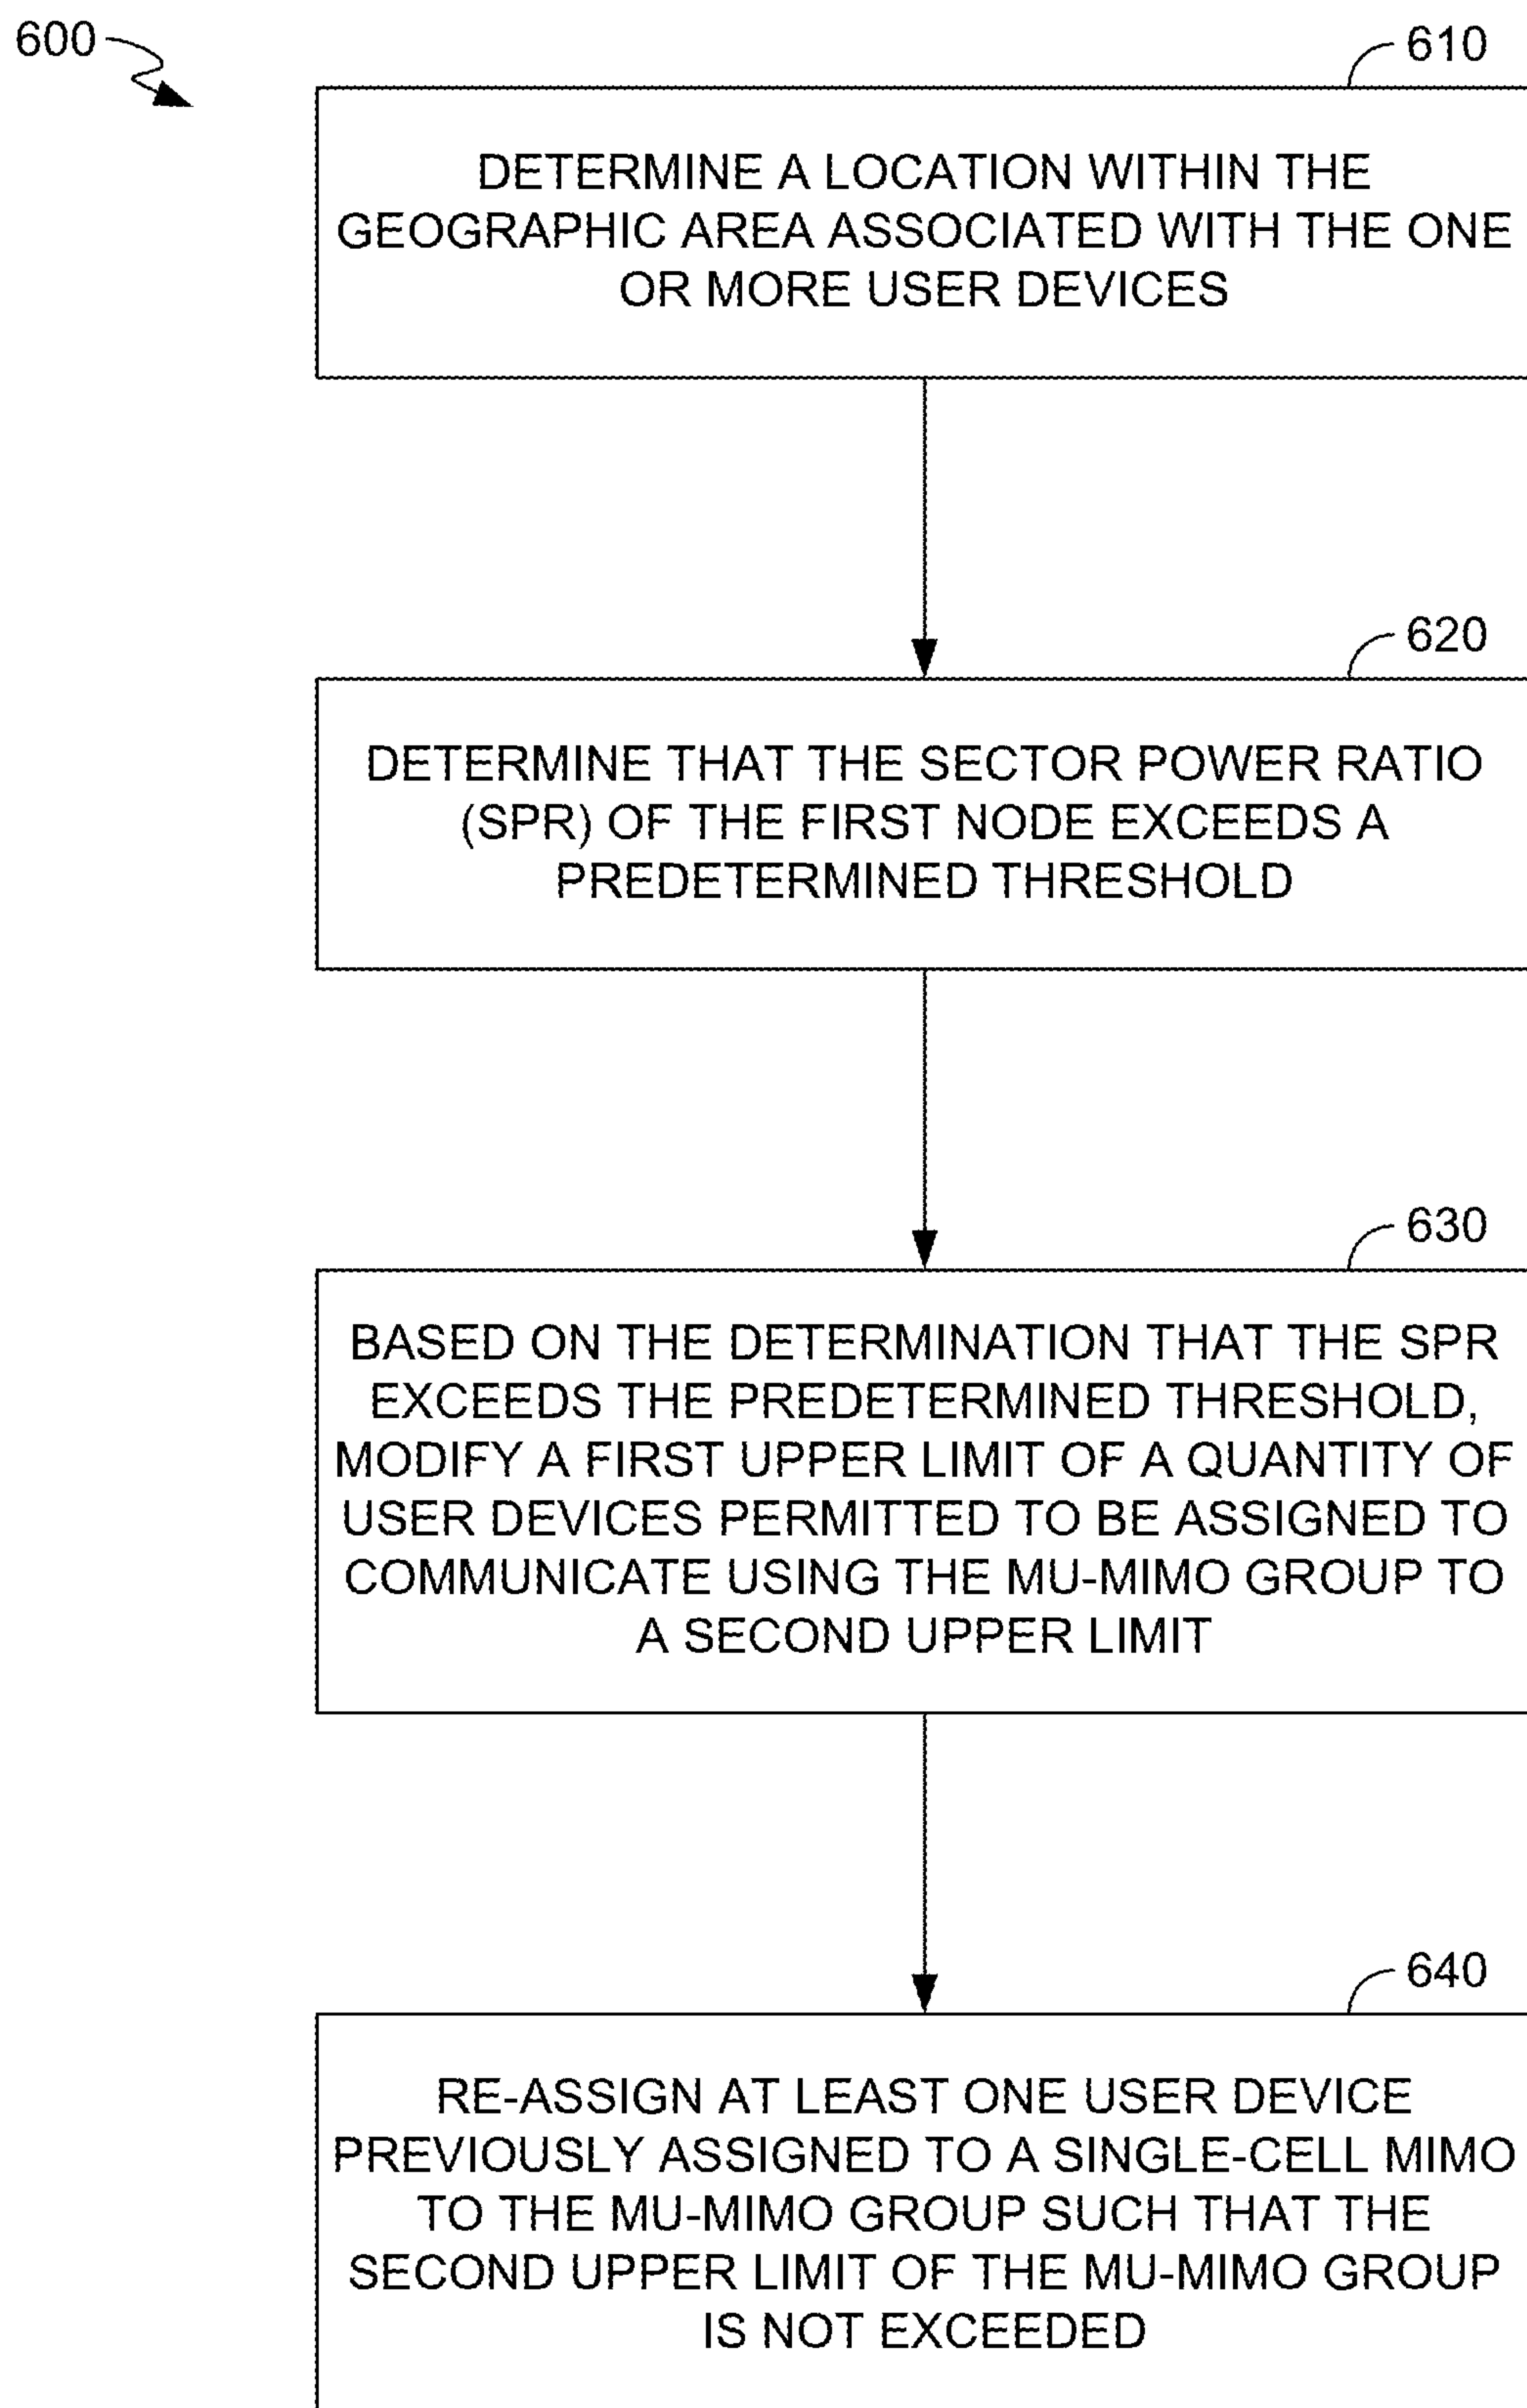 600
610
DETERMINE A LOCATION WITHIN THE
GEOGRAPHIC AREA ASSOCIATED WITH THE ONE
OR MORE USER DEVICES
620
DETERMINE THAT THE SECTOR POWER RATIO
(SPR) OF THE FIRST NODE EXCEEDS A
PREDETERMINED THRESHOLD
630
BASED ON THE DETERMINATION THAT THE SPR
EXCEEDS THE PREDETERMINED THRESHOLD,
MODIFY A FIRST UPPER LIMIT OF A QUANTITY OF
USER DEVICES PERMITTED TO BE ASSIGNED TO
COMMUNICATE USING THE MU-MIMO GROUP TO
A SECOND UPPER LIMIT
640
RE-ASSIGN AT LEAST ONE USER DEVICE
PREVIOUSLY ASSIGNED TO A SINGLE-CELL MIMO
TO THE MU-MIMO GROUP SUCH THAT THE
SECOND UPPER LIMIT OF THE MU-MIMO GROUP
IS NOT EXCEEDED